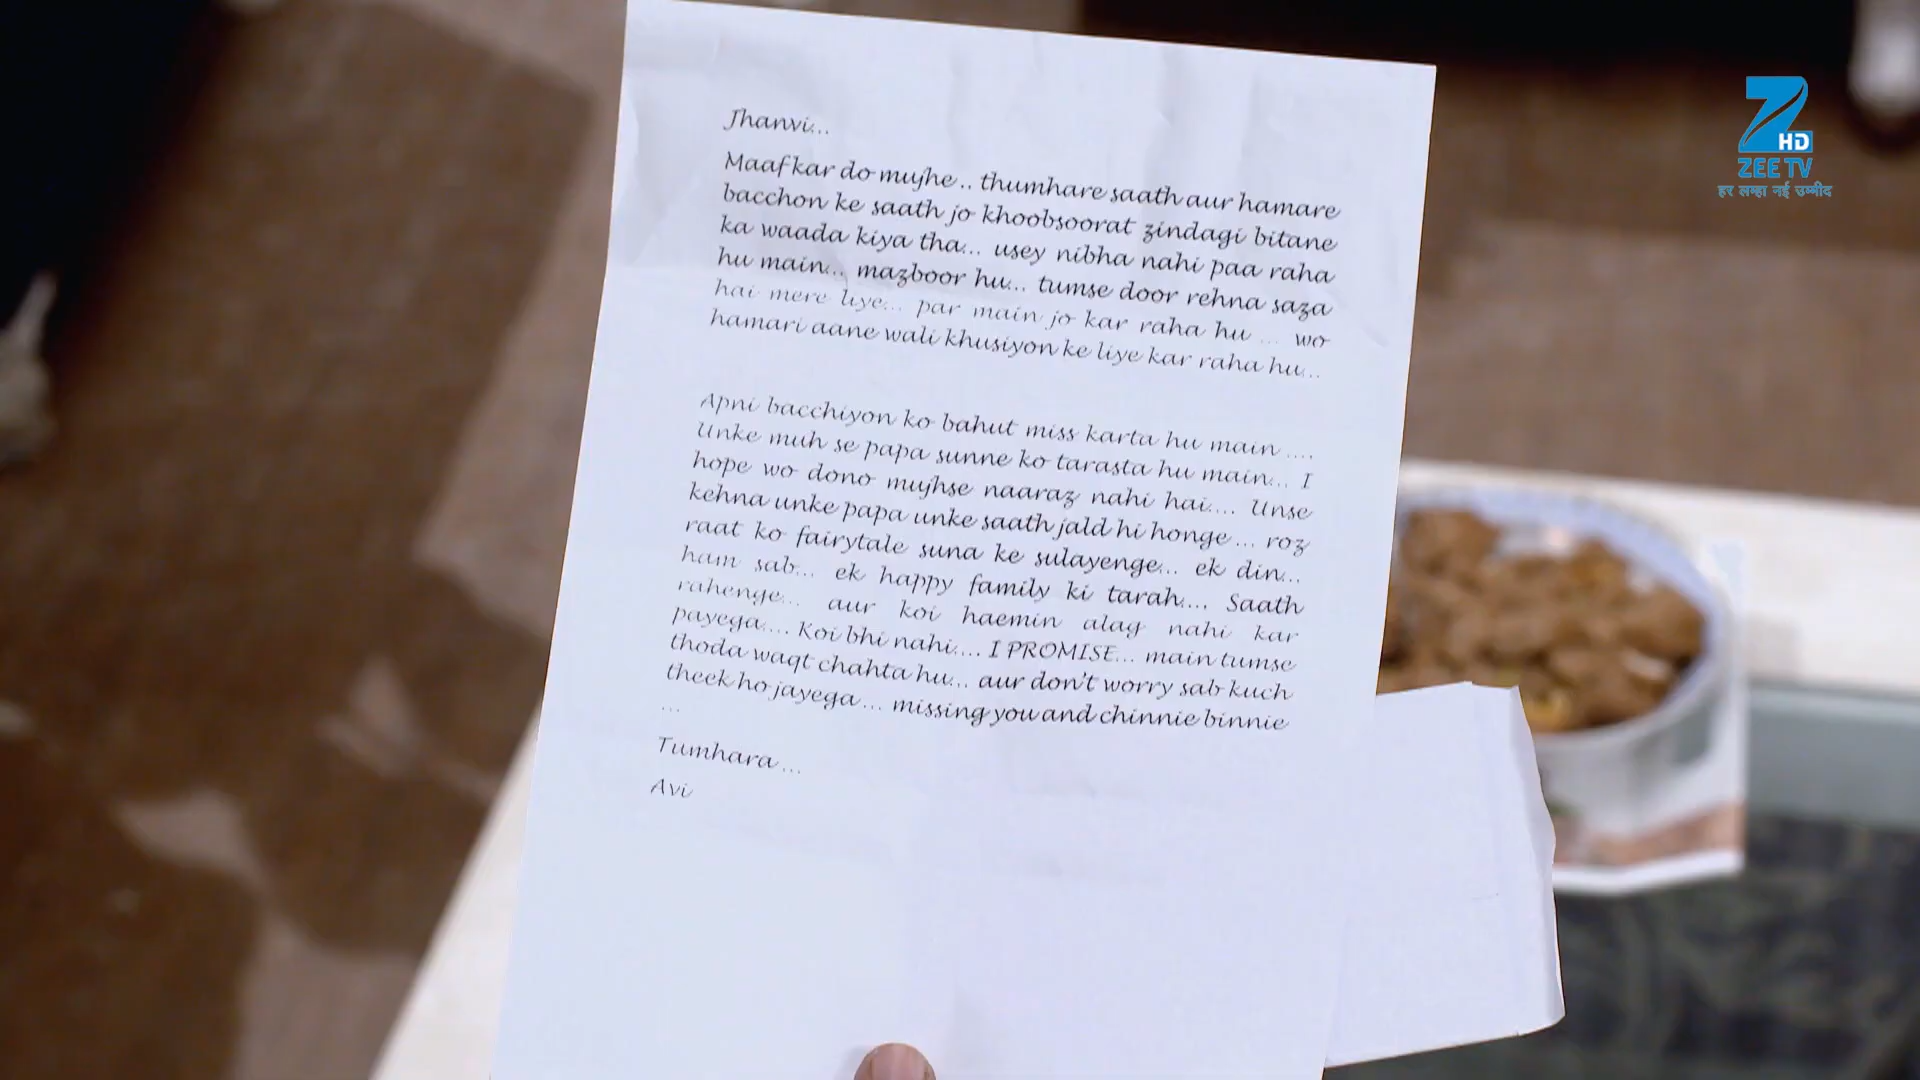 Jhanvi...
Maaf kar do mujhe .. thumhare saath aur hamare
bacchon ke saath jo khoobsoorat zindagi bitane
ka waada kiya tha... usey nibha nahi paa raha
hu main... mazboor hu... tumse door rehna saza
hai mere liye... par main jo kar raha hu ... wo
hamari aane wali khusiyon ke liye kar raha hu...
Apni bacchiyon ko bahut miss karta hu main ....
Unke muh se papa sunne ko tarasta hu main... I
hope wo dono mujhse naaraz nahi hai.... Unse
kehna unke papa unke saath jald hi honge ... roz
raat ko fairytale suna ke sulayenge... ek din...
ham sab... ek happy family ki tarah.... Saath
rahenge... aur koi haemin alag nahi kar
payega.... Koi bhi nahi.... I PROMISE... main tumse
thoda waqt chahta hu... aur don't worry sab kuch
theek ho jayega ... missing you and chinnie binnie
...
Tumhara ...
Avi
HD
ZEE TV
हर लम्हा नई उम्मीद